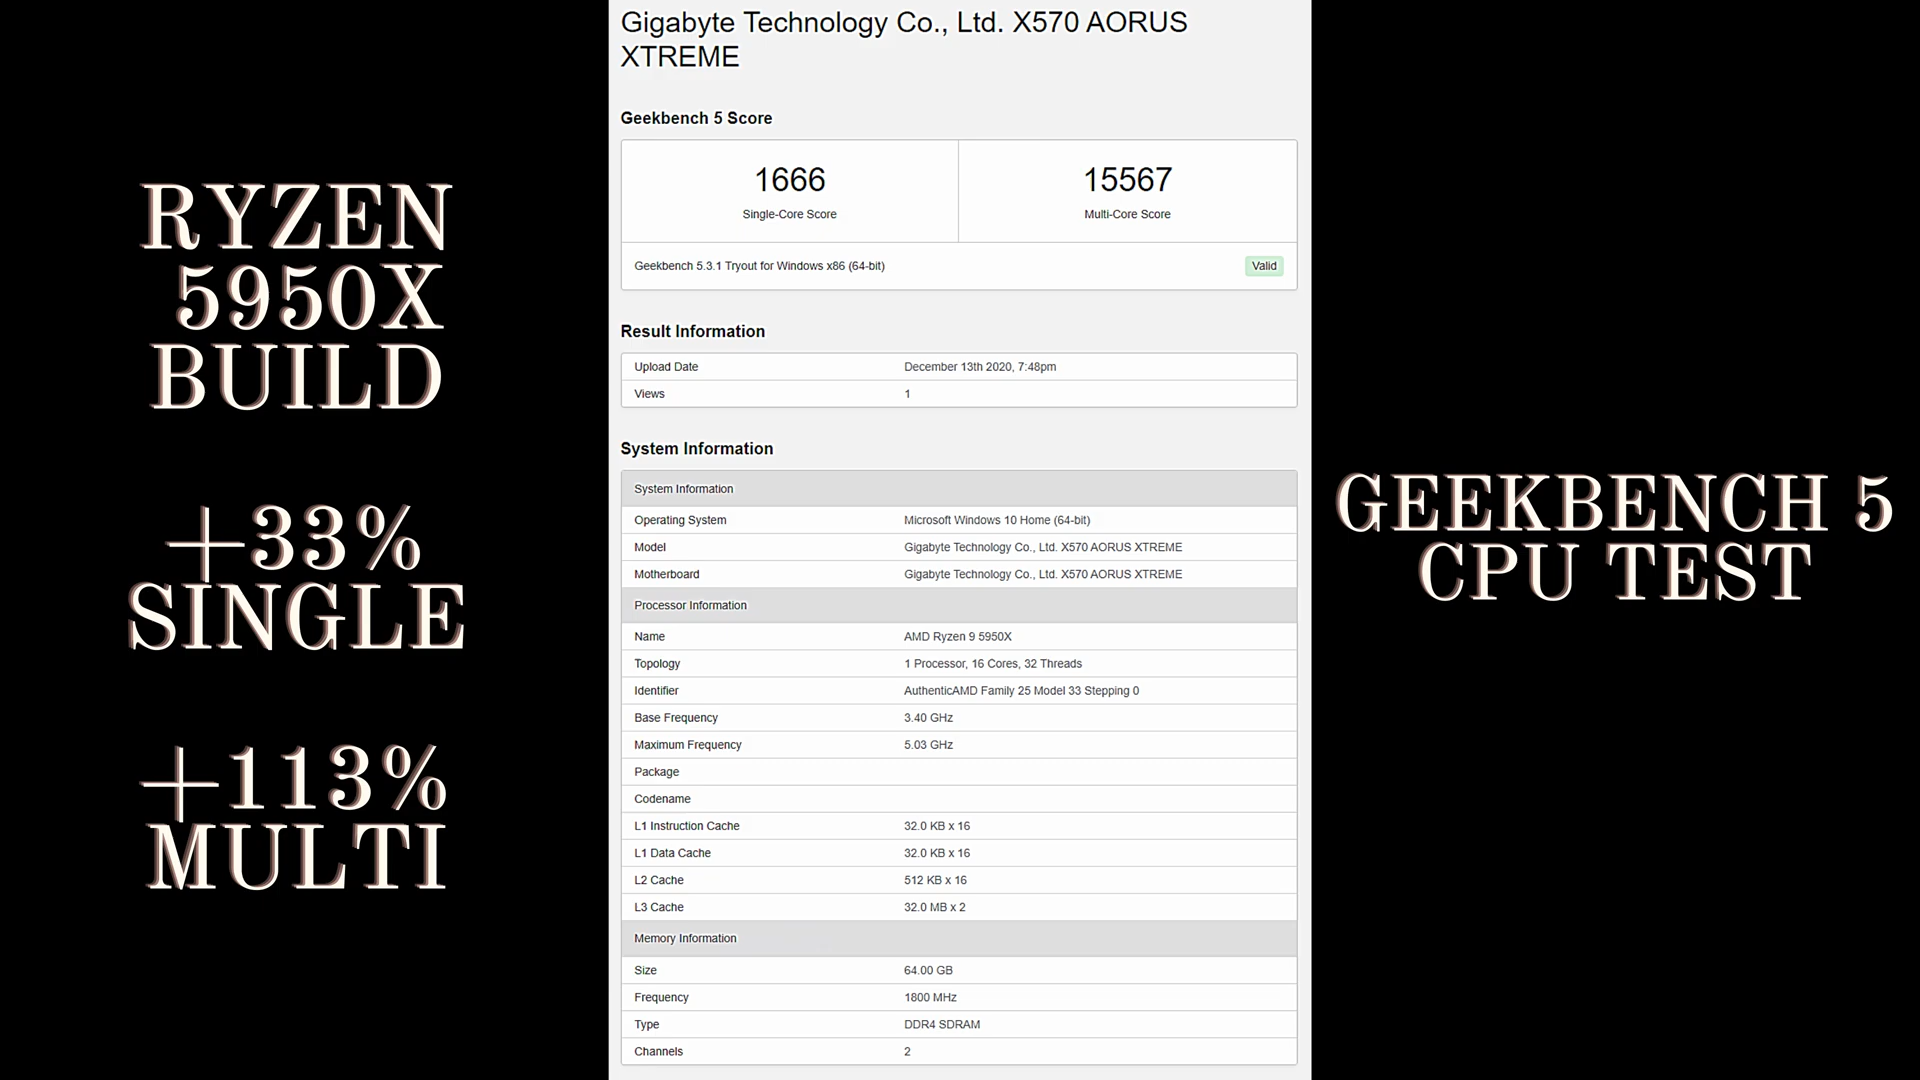 RYZEN
5950X
BUILD
+33%
SINGLE
+113%
MULTI
Gigabyte Technology Co., Ltd. X570 AORUS
XTREME
Geekbench 5 Score
1666
Single-Core Score
15567
Multi-Core Score
Geekbench 5.3.1 Tryout for Windows x86 (64-bit) Valid
Result Information
Upload Date December 13th 2020, 7:48pm
Views 1
System Information
System Information
Operating System Microsoft Windows 10 Home (64-bit)
Model Gigabyte Technology Co., Ltd. X570 AORUS XTREME
Motherboard Gigabyte Technology Co., Ltd. X570 AORUS XTREME
Processor Information
Name AMD Ryzen 9 5950X
Topology 1 Processor, 16 Cores, 32 Threads
Identifier AuthenticAMD Family 25 Model 33 Stepping 0
Base Frequency 3.40 GHz
Maximum Frequency 5.03 GHz
Package
Codename
L1 Instruction Cache 32.0 KB x 16
L1 Data Cache 32.0 KB x 16
L2 Cache 512 KB x 16
L3 Cache 32.0 MB x 2
Memory Information
Size 64.00 GB
Frequency 1800 MHz
Type DDR4 SDRAM
Channels 2
GEEKBENCH 5
CPU TEST